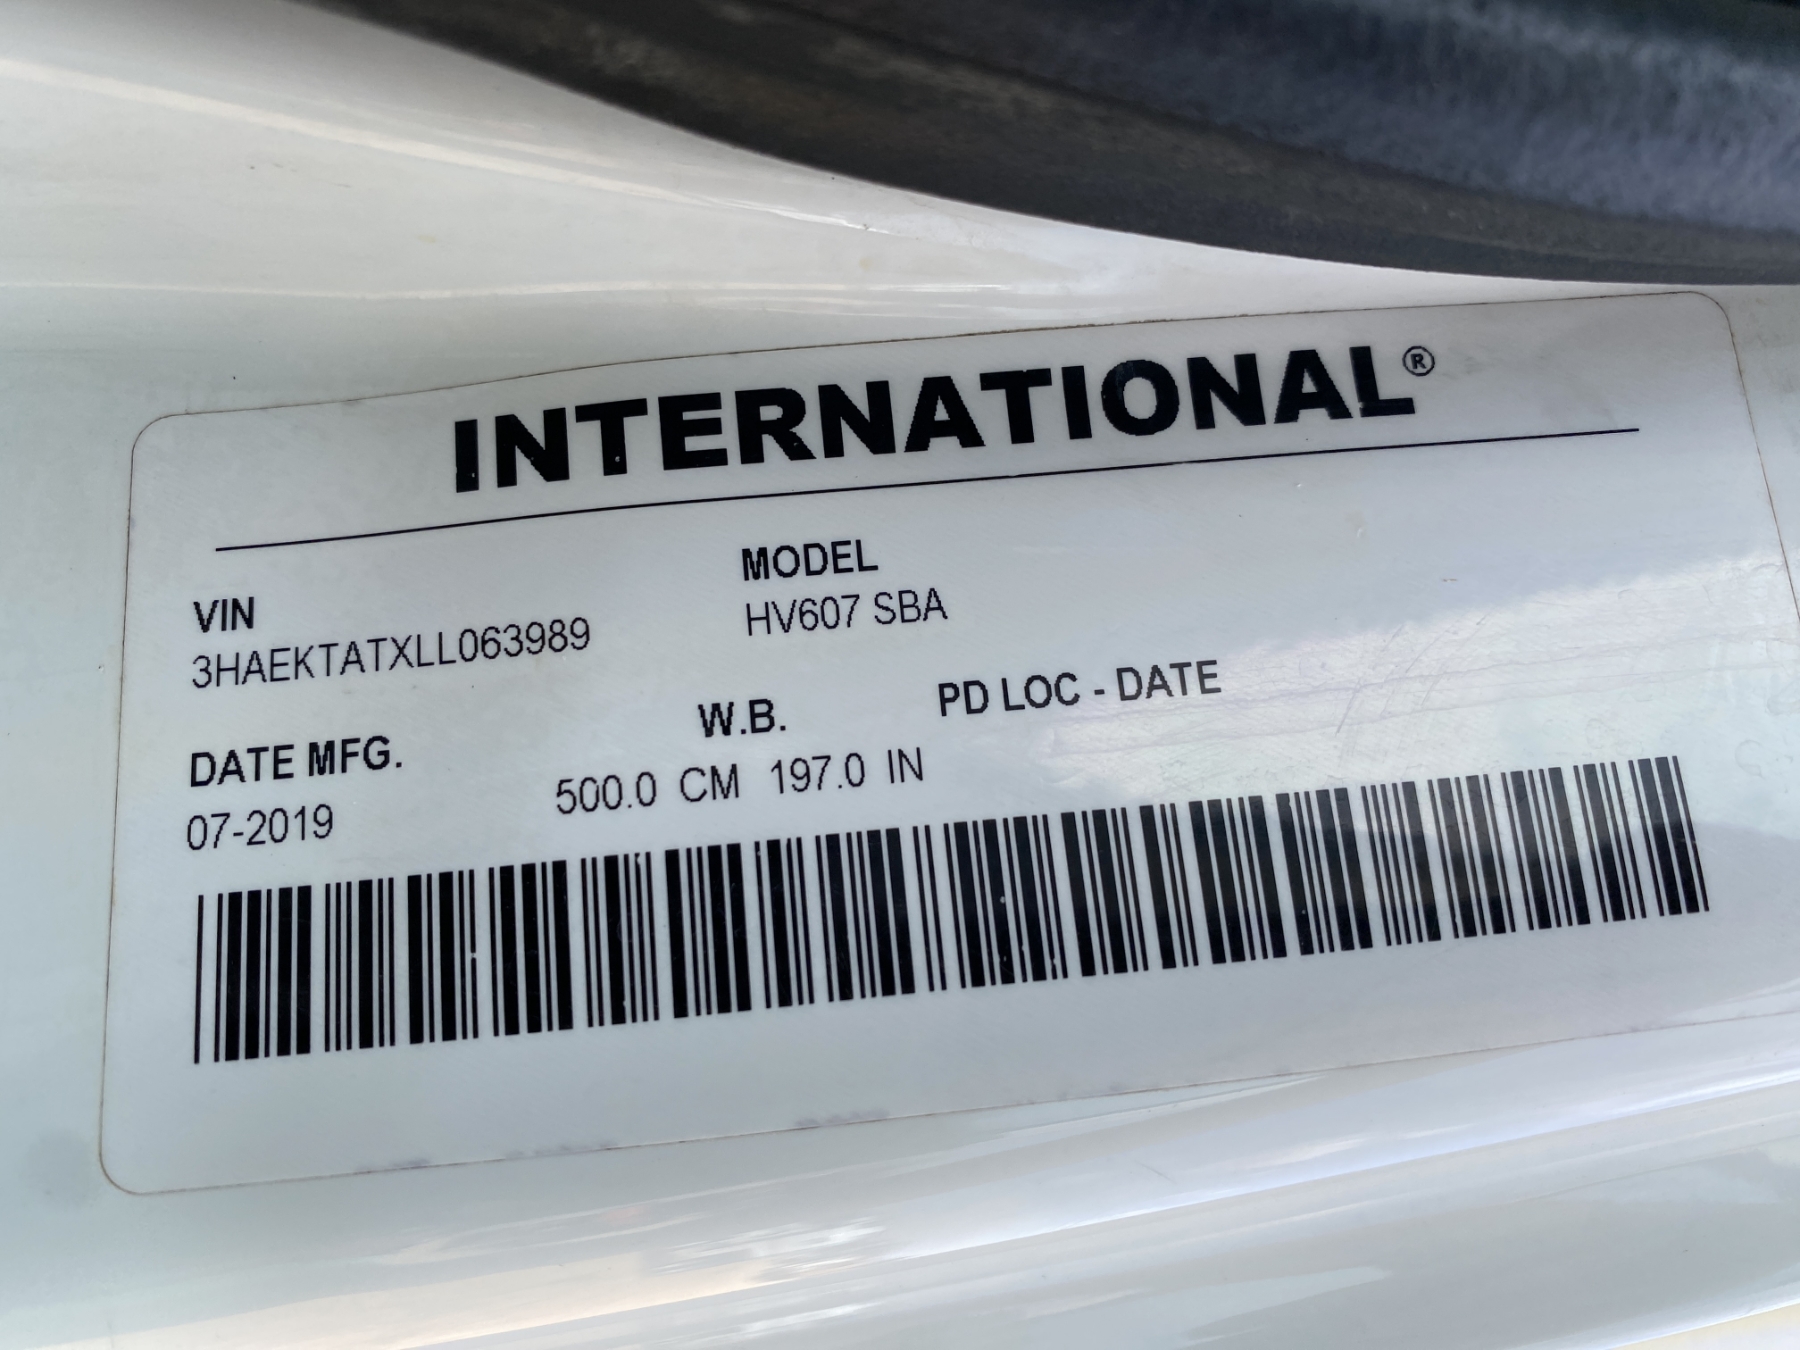 INTERNATIONAL®
VIN
3HAEKTATXLL063989
MODEL
HV607 SBA
DATE MFG.
07-2019
W.B.
500.0 CM 197.0 IN
PD LOC - DATE